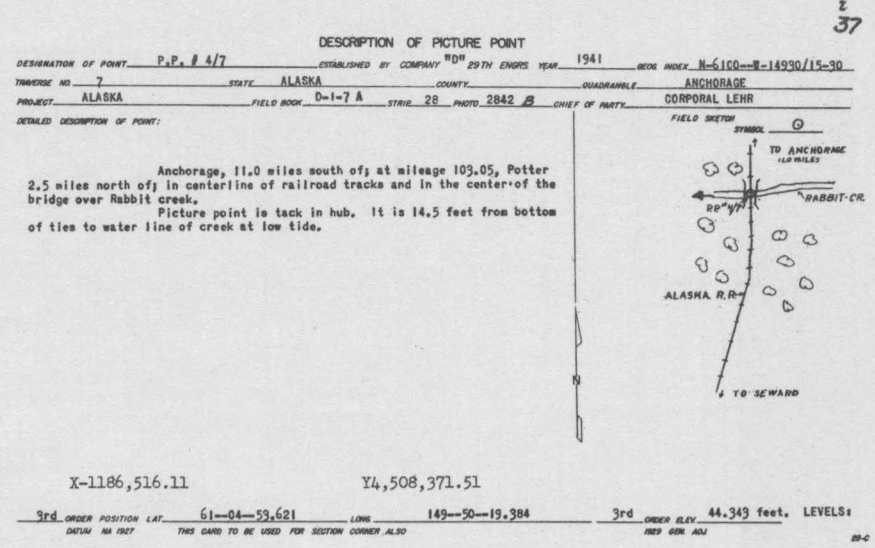 2
37
DESCRIPTION OF PICTURE POINT
DESIGNATION OF POINT P.P. # 4/7 ESTABLISHED BY COMPANY "D" 29TH ENGRS. YEAR 1941 GEOG. INDEX N-6100--W-14930/15-30
TRAVERSE NO. 7 STATE ALASKA COUNTY QUADRANGLE ANCHORAGE
PROJECT ALASKA FIELD BOOK D-1-7 A STRIP 28 PHOTO 2842 B CHIEF OF PARTY CORPORAL LEHR
DETAILED DESCRIPTION OF POINT:
FIELD SKETCH
SYMBOL
Anchorage, 11.0 miles south of; at mileage 103.05, Potter
2.5 miles north of; in centerline of railroad tracks and in the center of the
bridge over Rabbit creek.
Picture point is tack in hub. It is 14.5 feet from bottom
of ties to water line of creek at low tide.
TO ANCHORAGE
11.0 MILES
RABBIT-CR.
P.P.#4/7
ALASKA R.R.
N
TO SEWARD
X-1186,516.11 Y4,508,371.51
3rd ORDER POSITION LAT. 61--04--53.621 LONG 149--50--19.384 3rd ORDER ELEV. 44.343 feet. LEVELS:
DATUM NA 1927 THIS CARD TO BE USED FOR SECTION CORNER ALSO 1929 GEN. ADJ
29-C